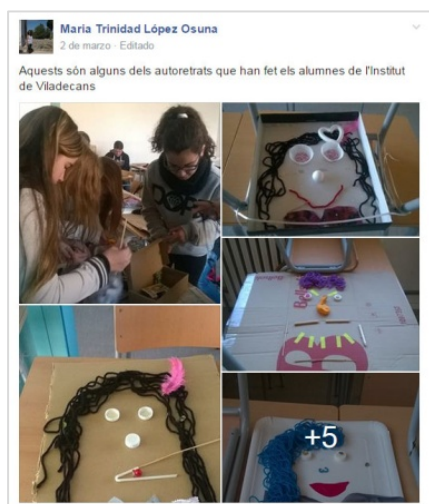 Maria Trinidad López Osuna
2 de marzo · Editado
Aquests són alguns dels autoretrats que han fet els alumnes de l'Institut
de Viladecans
+5